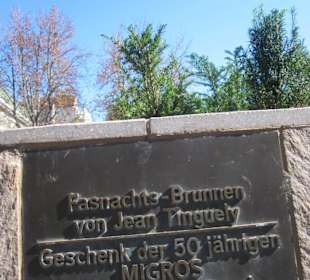 Fasnachts-Brunnen
von Jean Tinguely
Geschenk der 50 jährigen
MIGROS